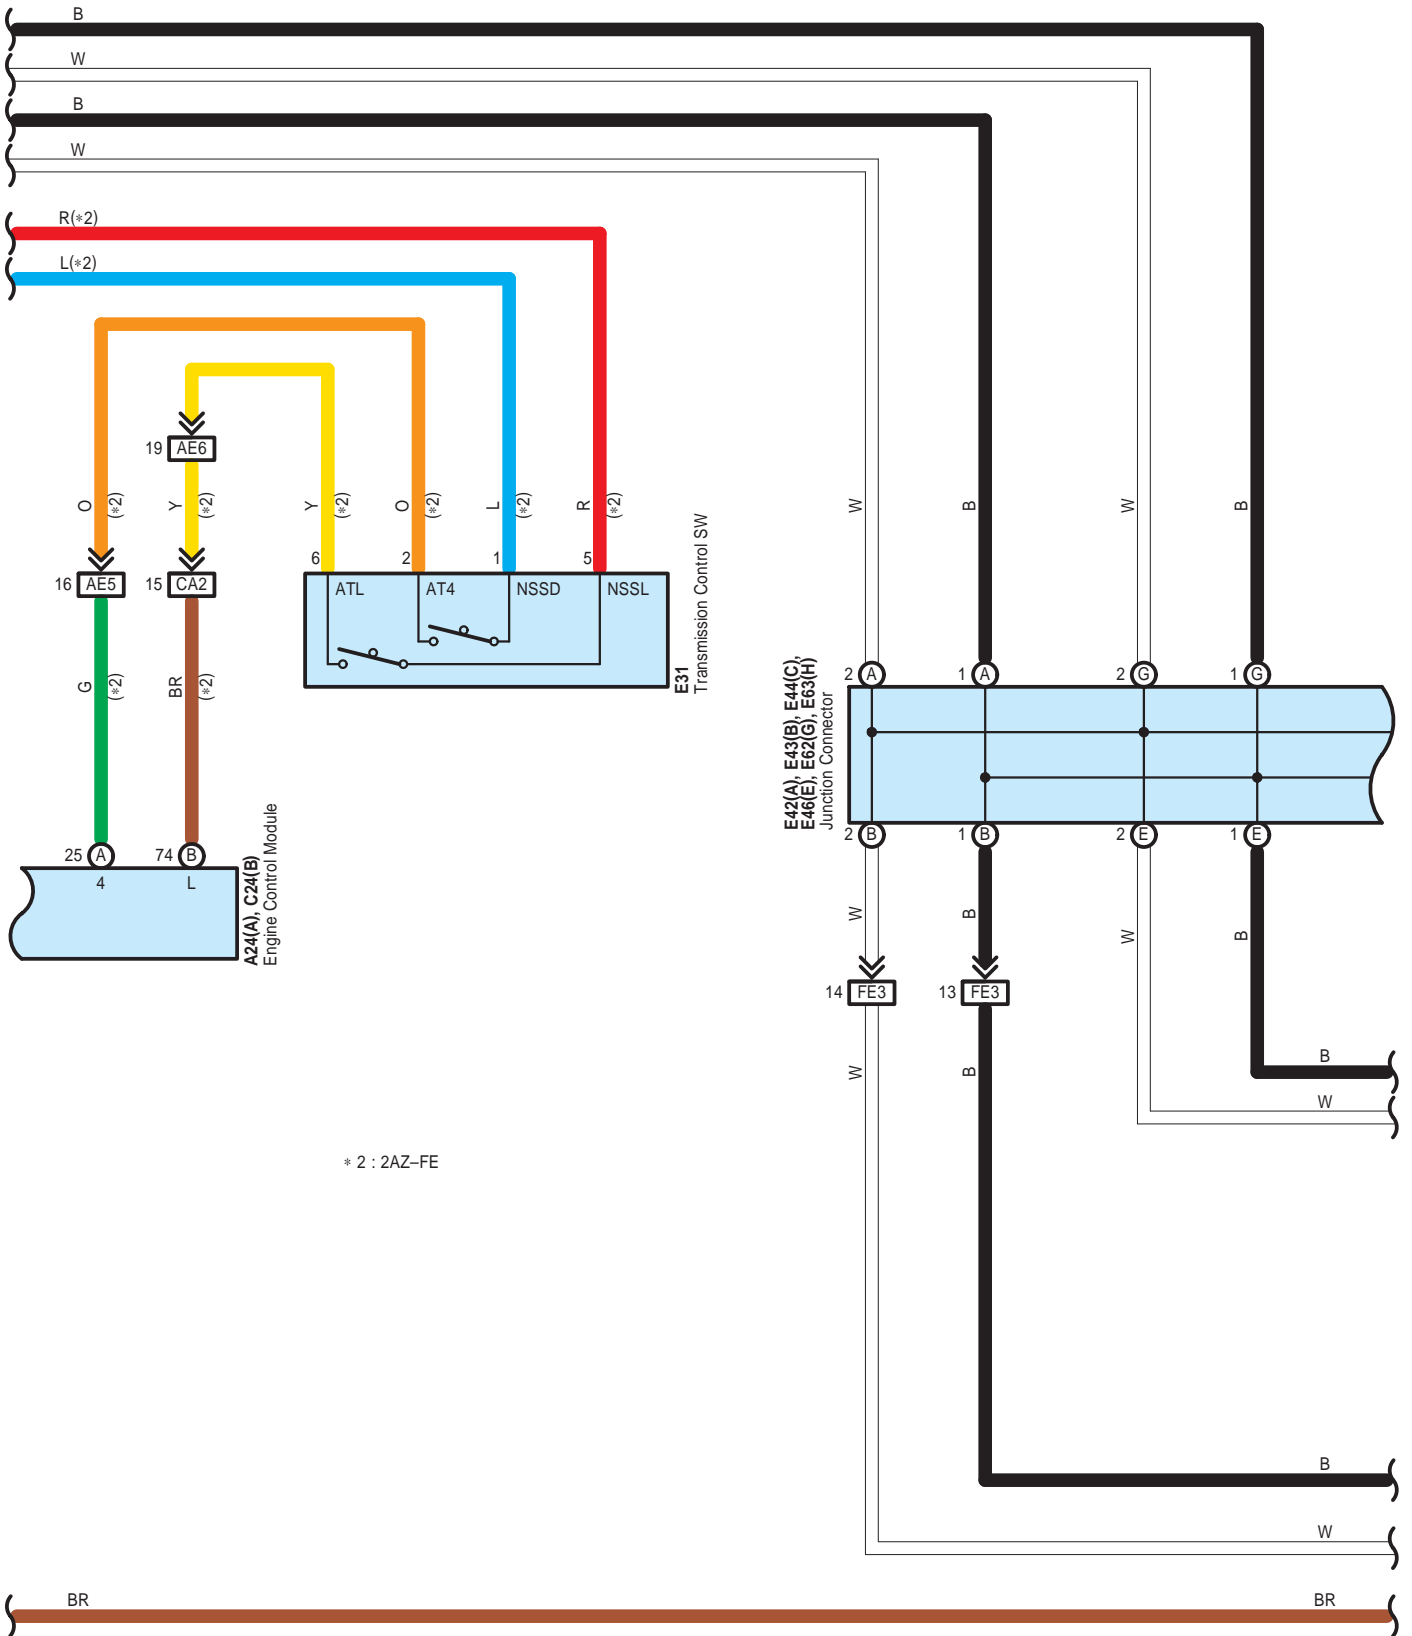 B
W
B
W
R(*2)
L(*2)
19 AE6
O (*2)
Y (*2)
Y (*2)
O (*2)
L (*2)
R (*2)
W
B
W
B
16 AE5
15 CA2
6 2 1 5
ATL AT4 NSSD NSSL
E31
Transmission Control SW
G (*2)
BR (*2)
2 A
1 A
2 G
1 G
E42(A), E43(B), E44(C),
E46(E), E62(G), E63(H)
Junction Connector
2 B
1 B
2 E
1 E
25 A
74 B
4 L
A24(A), C24(B)
Engine Control Module
W
B
W
B
14 FE3
13 FE3
W
B
B
W
* 2 : 2AZ–FE
B
W
BR
BR